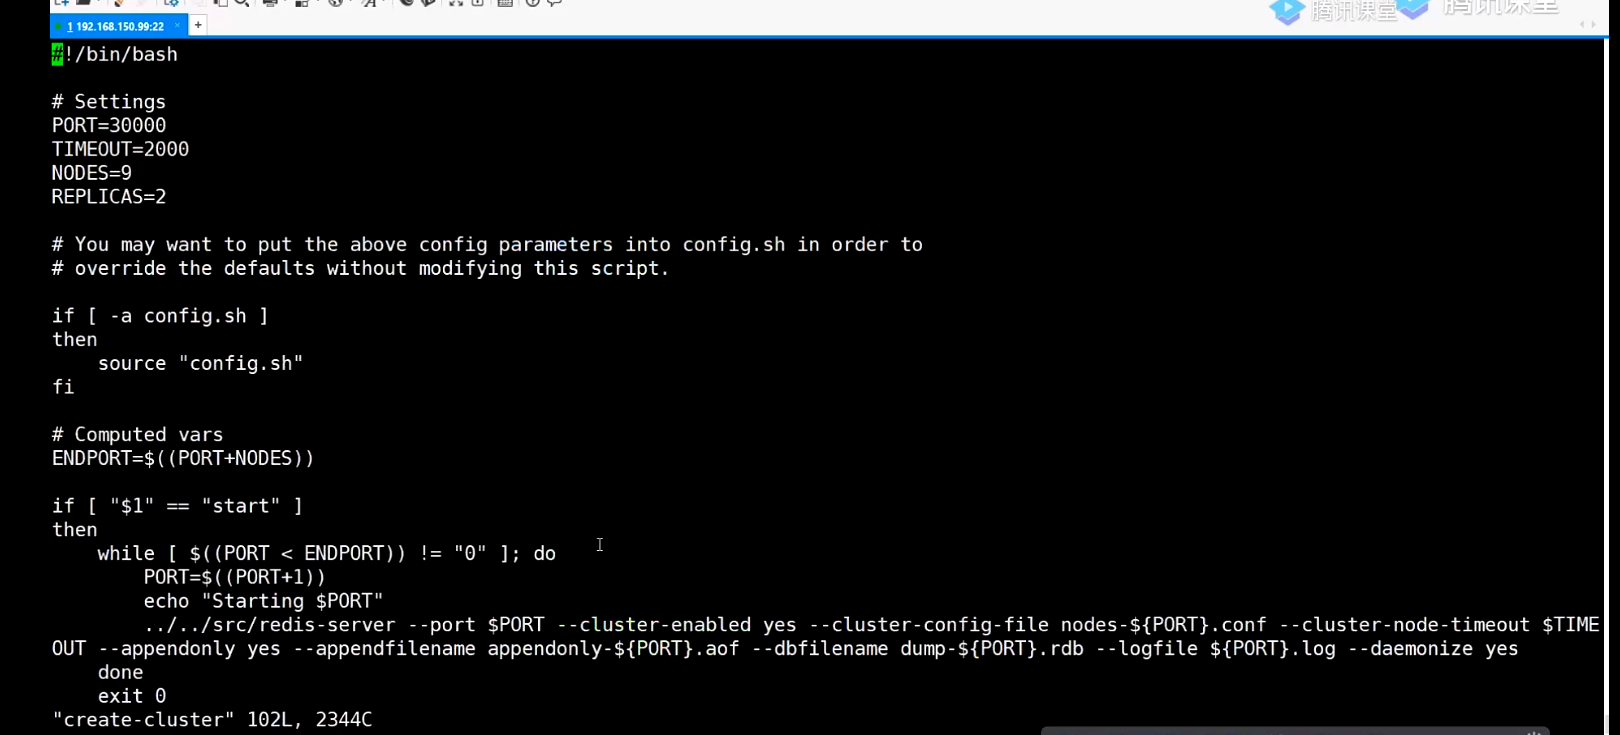 腾讯课堂
腾讯课堂
1 192.168.150.99:22
#!/bin/bash
# Settings
PORT=30000
TIMEOUT=2000
NODES=9
REPLICAS=2
# You may want to put the above config parameters into config.sh in order to
# override the defaults without modifying this script.
if [ -a config.sh ]
then
source "config.sh"
fi
# Computed vars
ENDPORT=$((PORT+NODES))
if [ "$1" == "start" ]
then
while [ $((PORT < ENDPORT)) != "0" ]; do
PORT=$((PORT+1))
echo "Starting $PORT"
../../src/redis-server --port $PORT --cluster-enabled yes --cluster-config-file nodes-${PORT}.conf --cluster-node-timeout $TIME
OUT --appendonly yes --appendfilename appendonly-${PORT}.aof --dbfilename dump-${PORT}.rdb --logfile ${PORT}.log --daemonize yes
done
exit 0
"create-cluster" 102L, 2344C